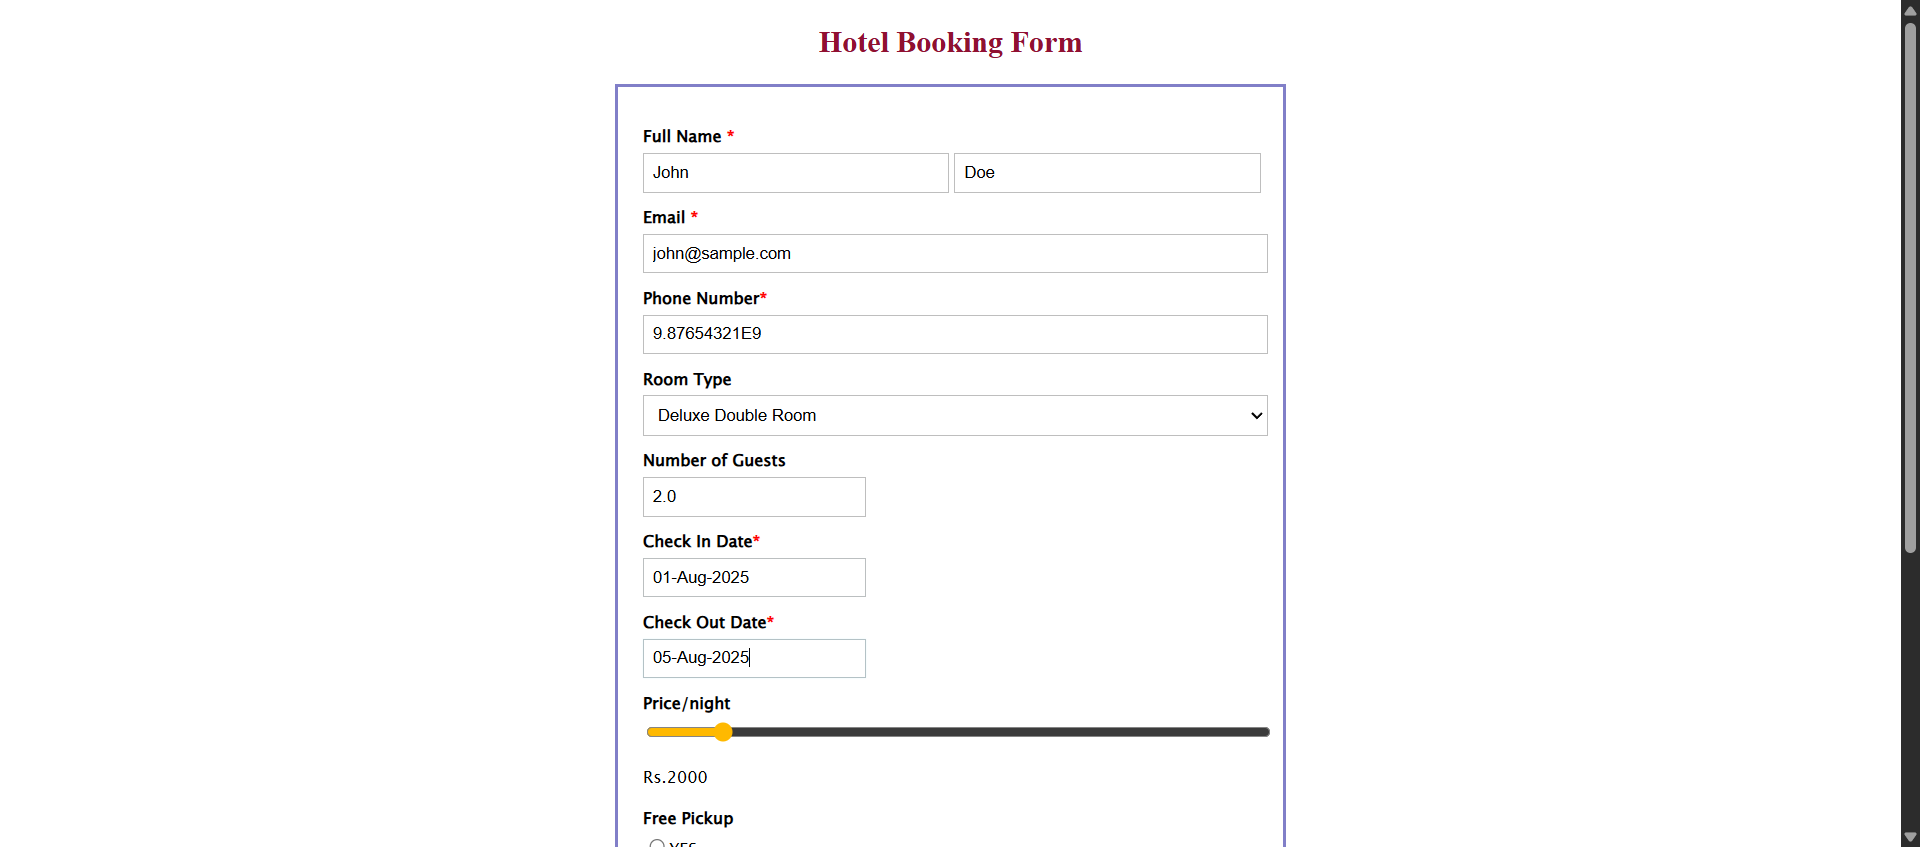 Hotel Booking Form
Full Name *
John Doe
Email *
john@sample.com
Phone Number*
9.87654321E9
Room Type
Deluxe Double Room
Number of Guests
2.0
Check In Date*
01-Aug-2025
Check Out Date*
05-Aug-2025
Price/night
Rs.2000
Free Pickup
YES